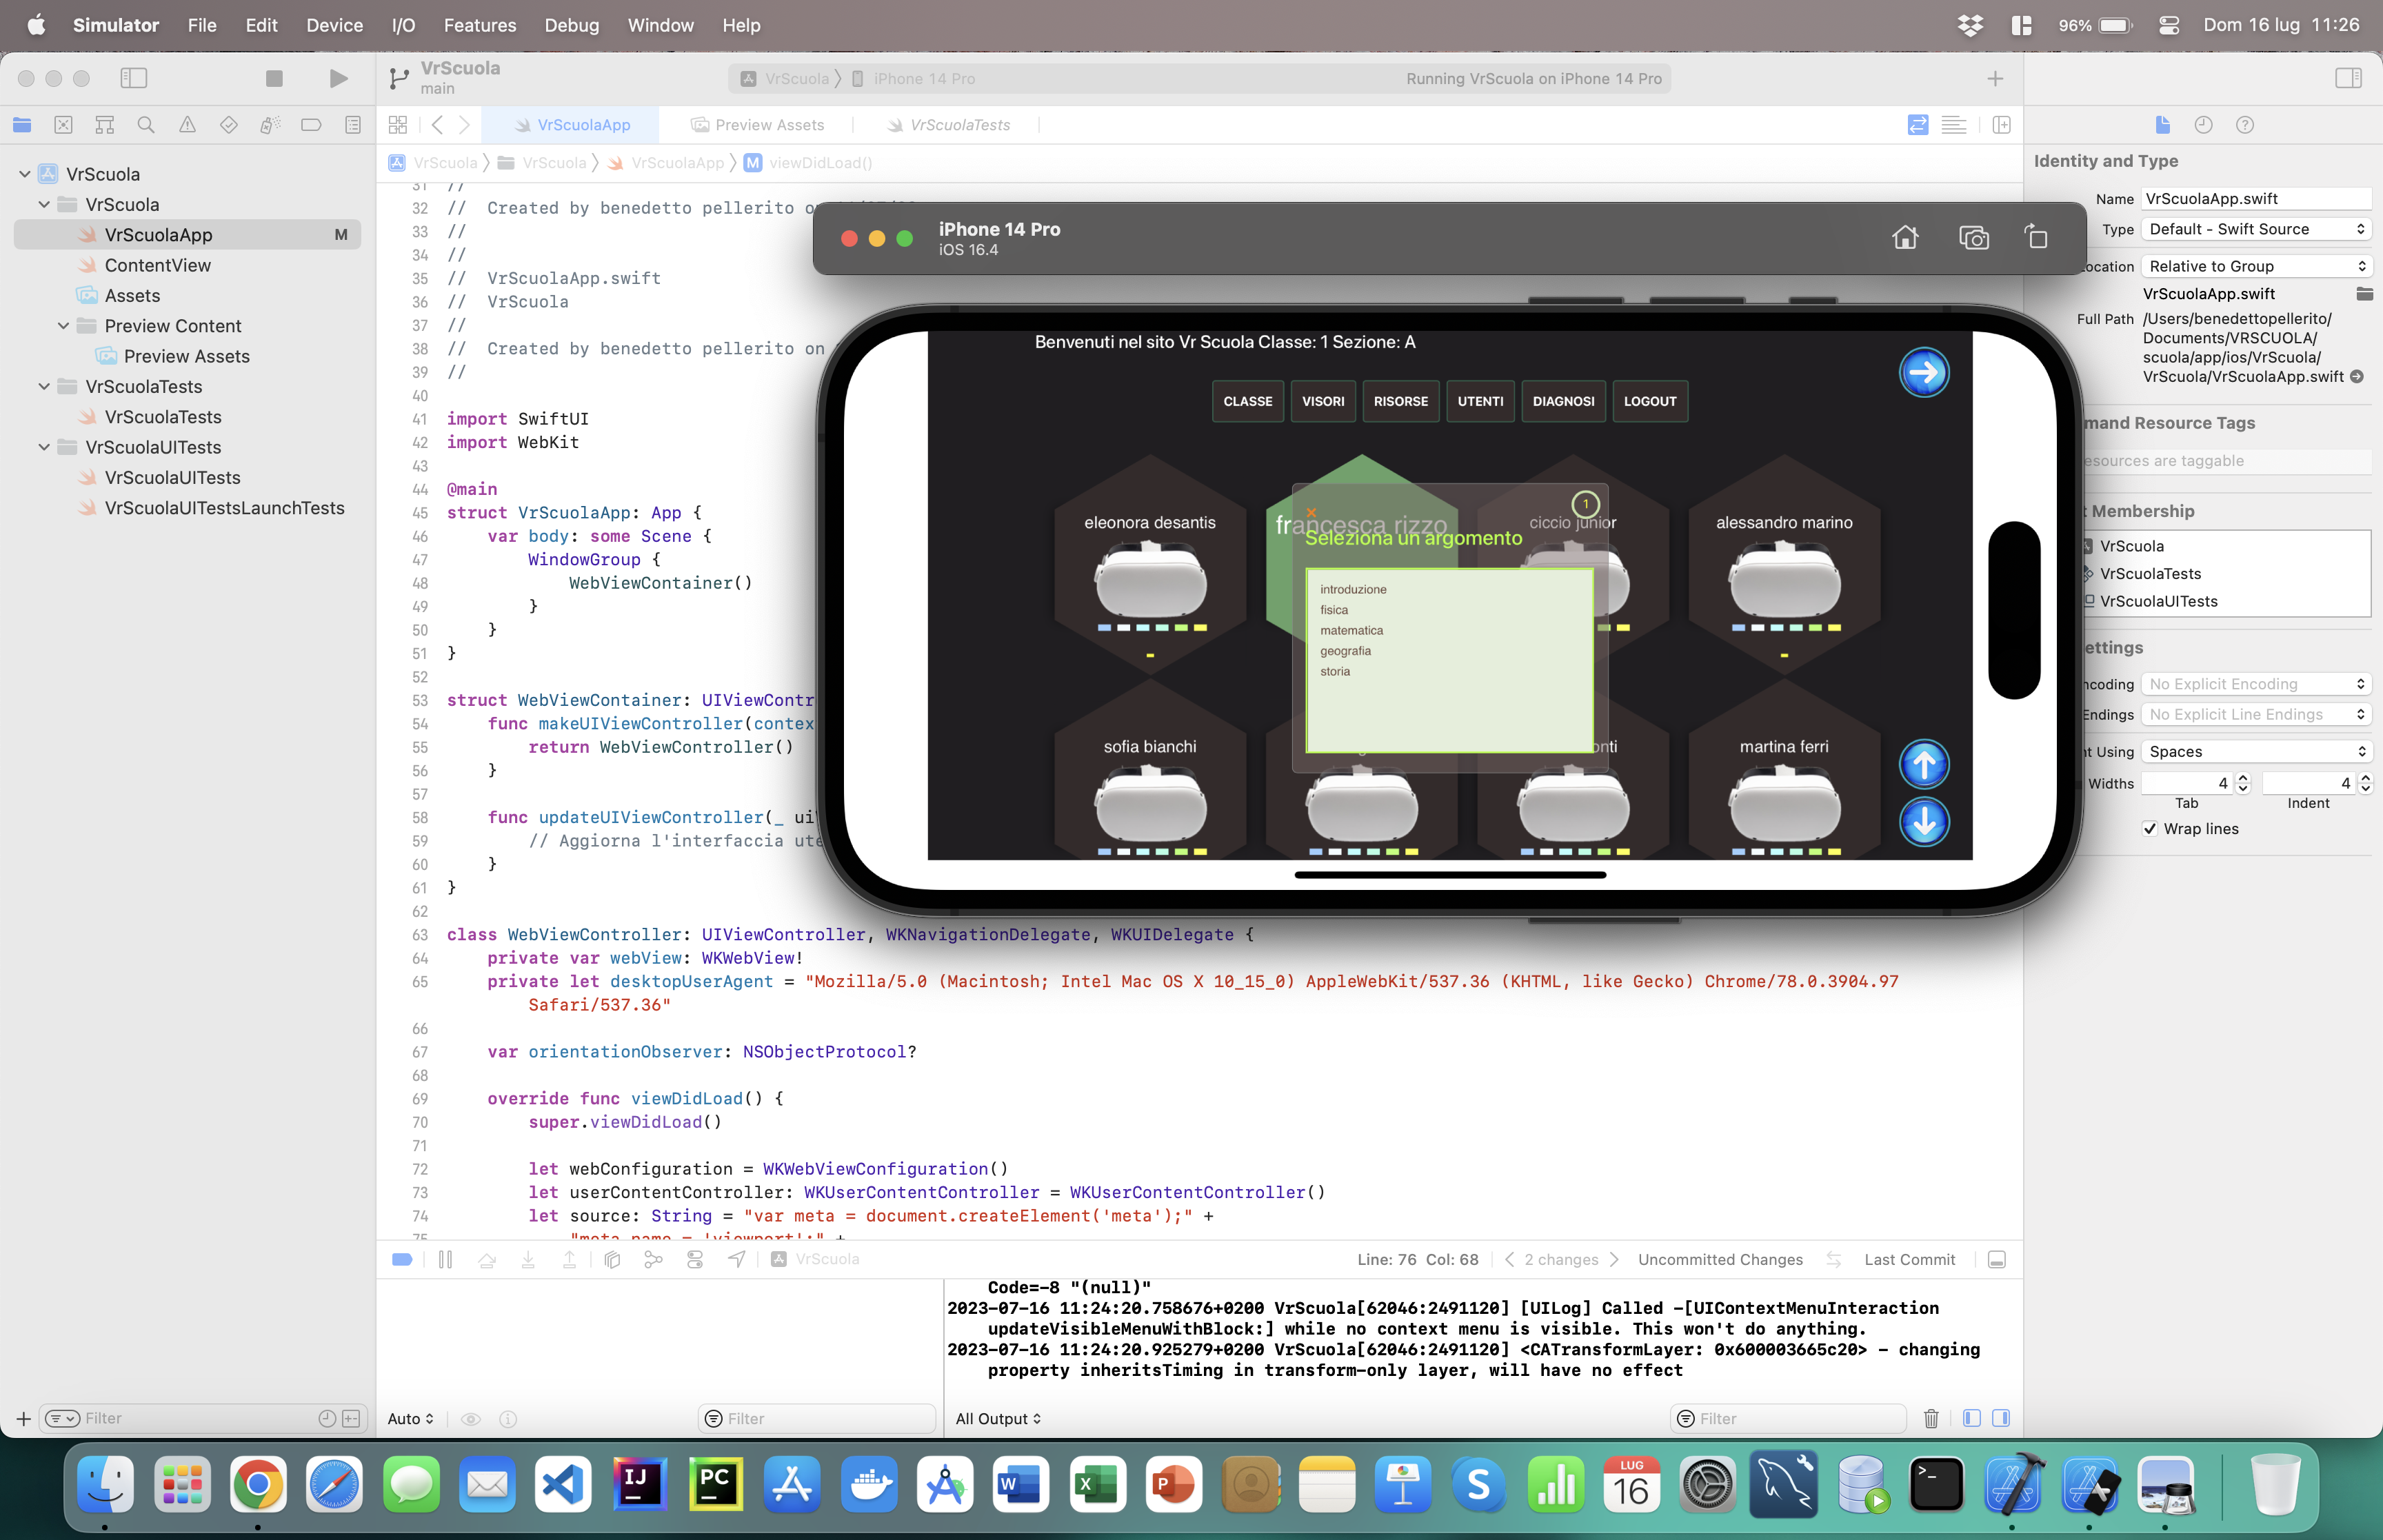 Simulator File Edit Device I/O Features Debug Window Help 96% Dom 16 lug 11:26
VrScuola
main
VrScuola iPhone 14 Pro
Running VrScuola on iPhone 14 Pro
VrScuolaApp Preview Assets VrScuolaTests
VrScuola VrScuola VrScuolaApp M viewDidLoad()
VrScuola
VrScuola
VrScuolaApp M
ContentView
Assets
Preview Content
Preview Assets
VrScuolaTests
VrScuolaTests
VrScuolaUITests
VrScuolaUITests
VrScuolaUITestsLaunchTests
Filter
31 //
32 // Created by benedetto pellerito
33 //
34 //
35 // VrScuolaApp.swift
36 // VrScuola
37 //
38 // Created by benedetto pellerito on
39 //
40
41 import SwiftUI
42 import WebKit
43
44 @main
45 struct VrScuolaApp: App {
46 var body: some Scene {
47 WindowGroup {
48 WebViewContainer()
49 }
50 }
51 }
52
53 struct WebViewContainer: UIViewContr
54 func makeUIViewController(contex
55 return WebViewController()
56 }
57
58 func updateUIViewController(_ ui
59 // Aggiorna l'interfaccia ute
60 }
61 }
62
63 class WebViewController: UIViewController, WKNavigationDelegate, WKUIDelegate {
64 private var webView: WKWebView!
65 private let desktopUserAgent = "Mozilla/5.0 (Macintosh; Intel Mac OS X 10_15_0) AppleWebKit/537.36 (KHTML, like Gecko) Chrome/78.0.3904.97
Safari/537.36"
66
67 var orientationObserver: NSObjectProtocol?
68
69 override func viewDidLoad() {
70 super.viewDidLoad()
71
72 let webConfiguration = WKWebViewConfiguration()
73 let userContentController: WKUserContentController = WKUserContentController()
74 let source: String = "var meta = document.createElement('meta');" +
75 "meta.name = 'viewport';" +
iPhone 14 Pro
iOS 16.4
Benvenuti nel sito Vr Scuola Classe: 1 Sezione: A
CLASSE VISORI RISORSE UTENTI DIAGNOSI LOGOUT
eleonora desantis francesca rizzo ciccio junior alessandro marino
1
×
Seleziona un argomento
introduzione
fisica
matematica
geografia
storia
- -
sofia bianchi onti martina ferri
VrScuola
Line: 76 Col: 68 2 changes Uncommitted Changes Last Commit
Code=-8 "(null)"
2023-07-16 11:24:20.758676+0200 VrScuola[62046:2491120] [UILog] Called -[UIContextMenuInteraction
updateVisibleMenuWithBlock:] while no context menu is visible. This won't do anything.
2023-07-16 11:24:20.925279+0200 VrScuola[62046:2491120] <CATransformLayer: 0x600003665c20> - changing
property inheritsTiming in transform-only layer, will have no effect
Auto Filter All Output Filter
Identity and Type
Name VrScuolaApp.swift
Type Default - Swift Source
ocation Relative to Group
VrScuolaApp.swift
Full Path /Users/benedettopellerito/
Documents/VRSCUOLA/
scuola/app/ios/VrScuola/
VrScuola/VrScuolaApp.swift
mand Resource Tags
esources are taggable
t Membership
VrScuola
VrScuolaTests
VrScuolaUITests
ettings
ncoding No Explicit Encoding
Endings No Explicit Line Endings
nt Using Spaces
Widths 4 4
Tab Indent
Wrap lines
IJ PC W X P S LUG
16
>_